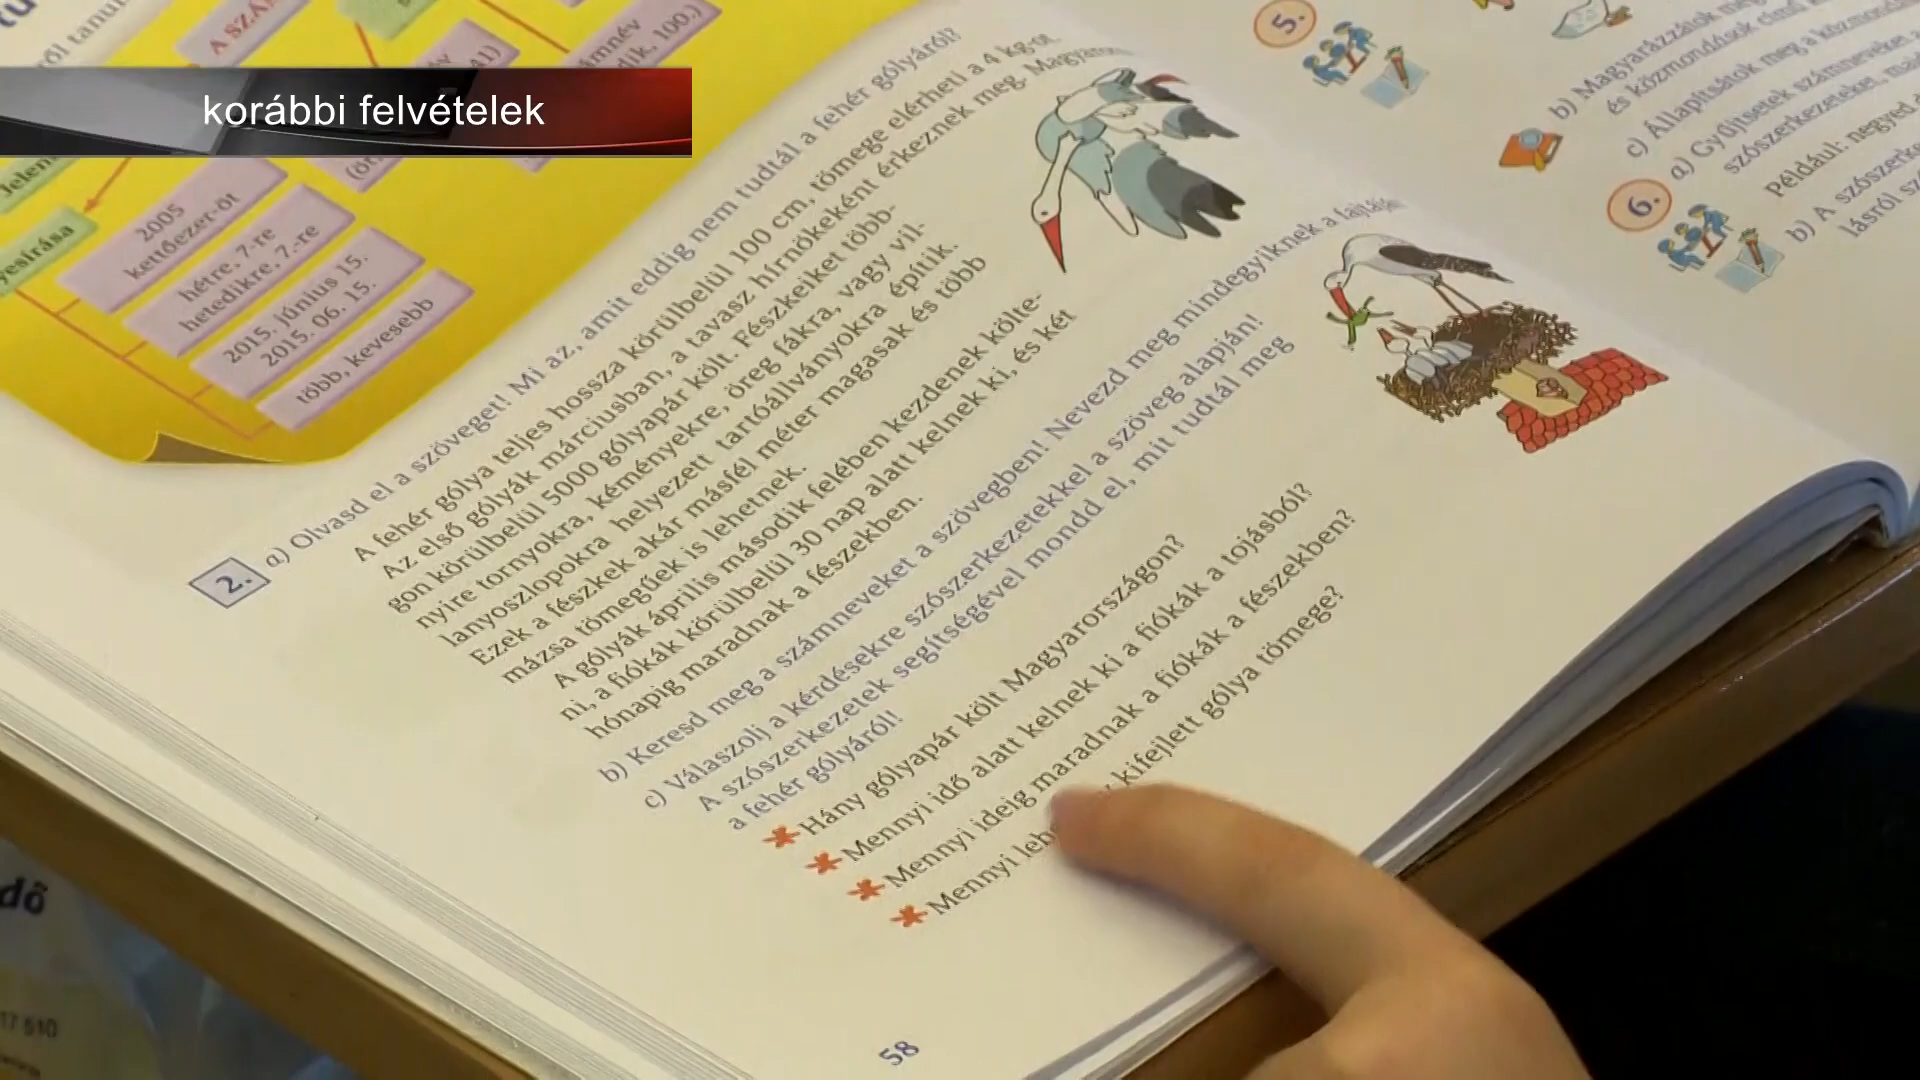 korábbi felvételek
2005
kettőezer-öt
hétre, 7-re
hetedikre, 7.-re
2015. június 15.
2015. 06. 15.
több, kevesebb
2. a) Olvasd el a szöveget! Mi az, amit eddig nem tudtál a fehér gólyáról?
A fehér gólya teljes hossza körülbelül 100 cm, tömege elérheti a 4 kg-ot.
Az első gólyák márciusban, a tavasz hírnökeként érkeznek meg.
gon körülbelül 5000 gólyapár költ. Fészkeiket több-
nyire tornyokra, kéményekre, öreg fákra, vagy vil-
lanyoszlopokra helyezett tartóállványokra építik.
Ezek a fészkek akár másfél méter magasak és több
mázsa tömegűek is lehetnek.
A gólyák április második felében kezdenek költe-
ni, a fiókák körülbelül 30 nap alatt kelnek ki, és két
hónapig maradnak a fészekben.
b) Keresd meg a számneveket a szövegben! Nevezd meg mindegyiknek a fajtáját!
c) Válaszolj a kérdésekre szószerkezetekkel a szöveg alapján!
A szószerkezetek segítségével mondd el, mit tudtál meg
a fehér gólyáról!
Hány gólyapár költ Magyarországon?
Mennyi idő alatt kelnek ki a fiókák a tojásból?
Mennyi ideig maradnak a fiókák a fészekben?
Mennyi kifejlett gólya tömege?
58
5.
b) Magyarázzátok
és közmondások
c) Állapítsátok meg a
6. a) Gyűjtsetek számneveket
szószerkezeteket,
Például: negyed
b) A